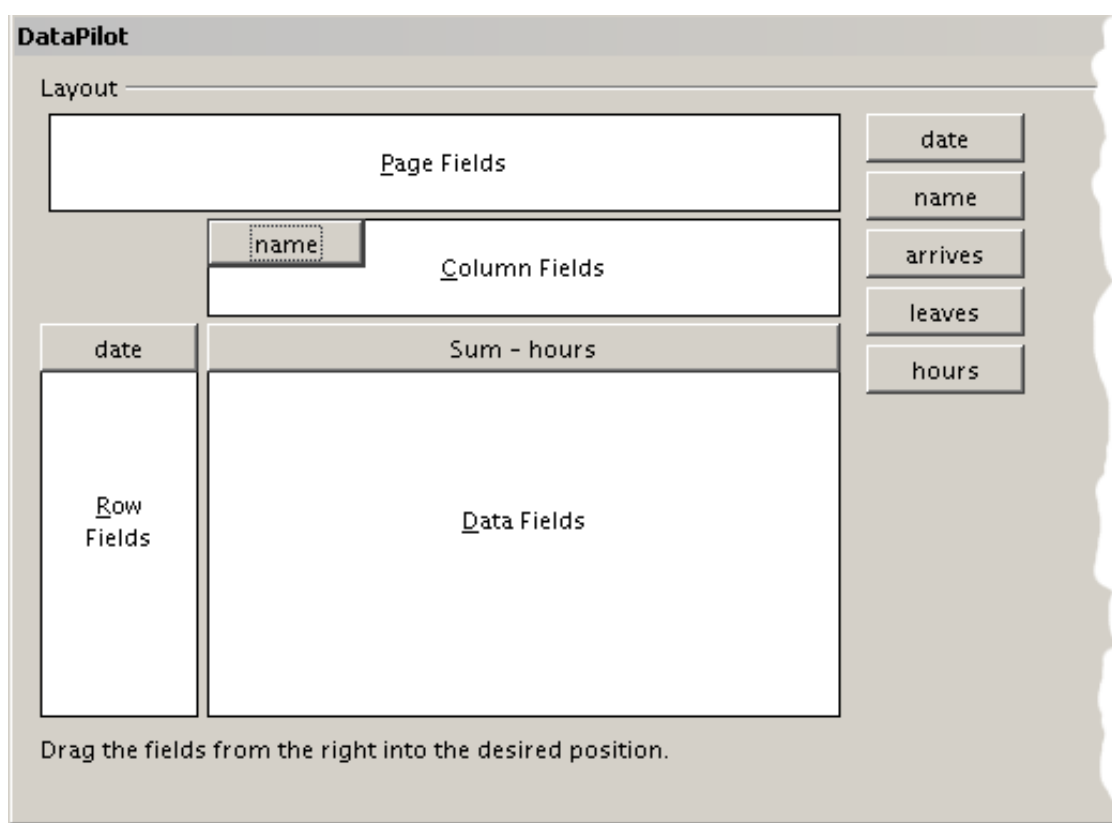 DataPilot
Layout
Page Fields
date
name
name
Column Fields
arrives
leaves
date
Sum - hours
hours
Row
Fields
Data Fields
Drag the fields from the right into the desired position.